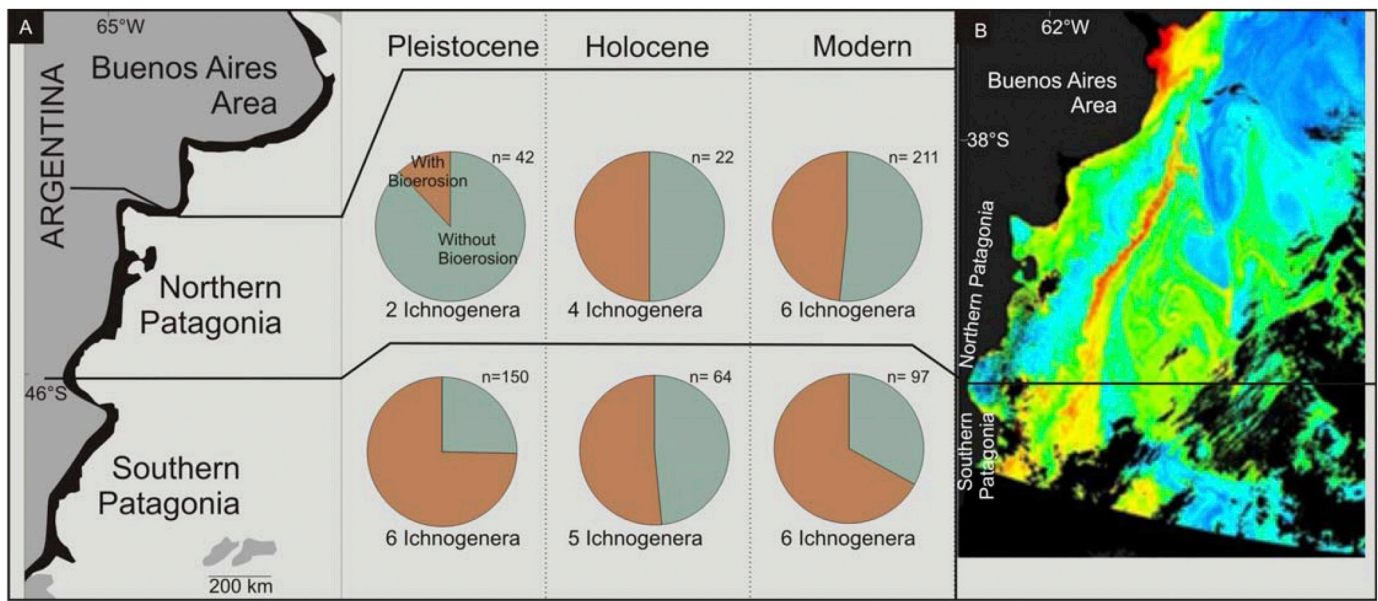 A
65°W
Buenos Aires
Area
ARGENTINA
Northern
Patagonia
46°S
Southern
Patagonia
200 km
Pleistocene
Holocene
Modern
n= 42
With
Bioerosion
Without
Bioerosion
2 Ichnogenera
n= 22
4 Ichnogenera
n= 211
6 Ichnogenera
n=150
6 Ichnogenera
n= 64
5 Ichnogenera
n= 97
6 Ichnogenera
B
62°W
Buenos Aires
Area
38°S
Northern Patagonia
Southern
Patagonia